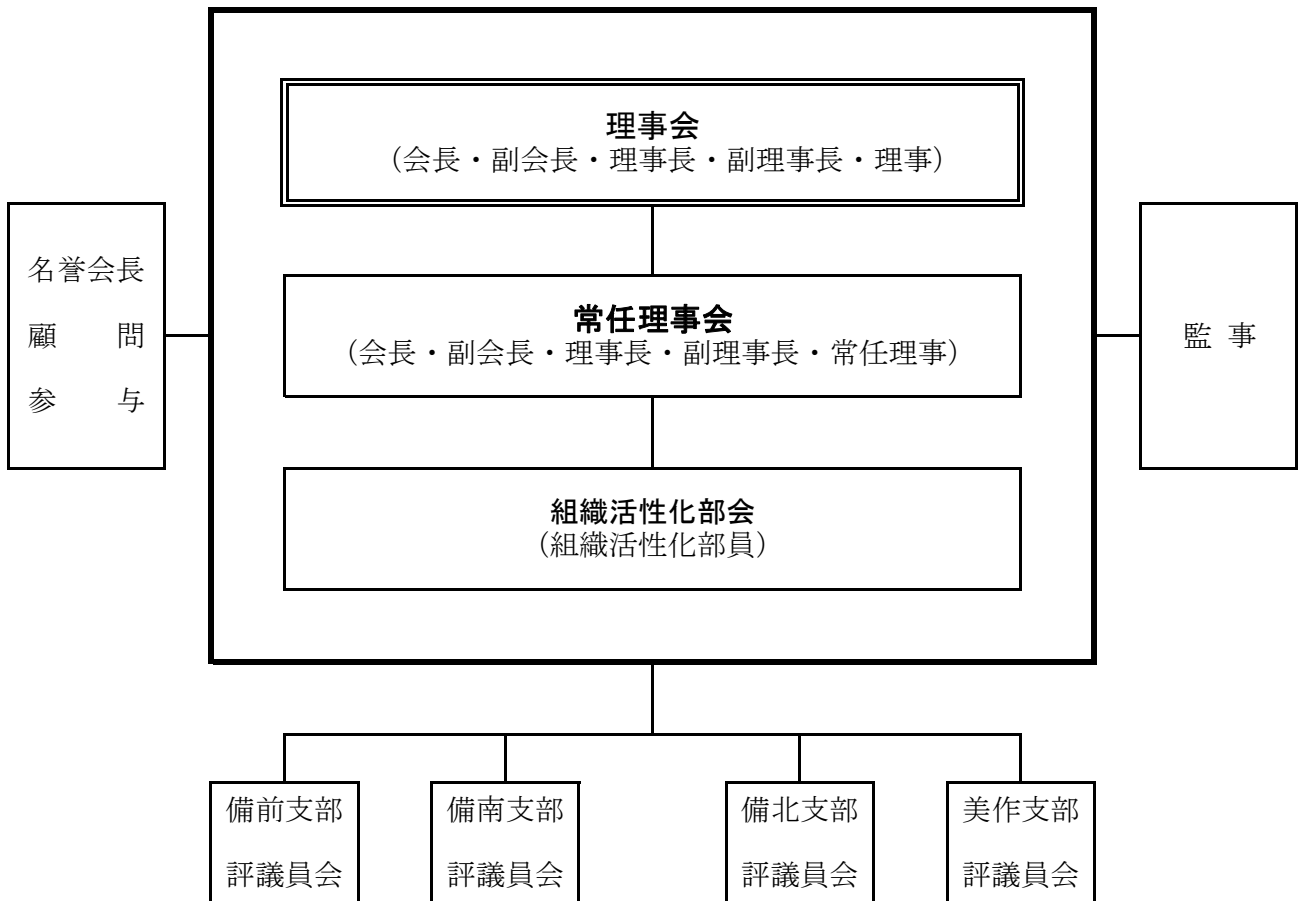 理事会
（会長・副会長・理事長・副理事長・理事）
常任理事会
（会長・副会長・理事長・副理事長・常任理事）
組織活性化部会
（組織活性化部員）
名誉会長
顧　　問
参　　与
監 事
備前支部
評議員会
備南支部
評議員会
備北支部
評議員会
美作支部
評議員会